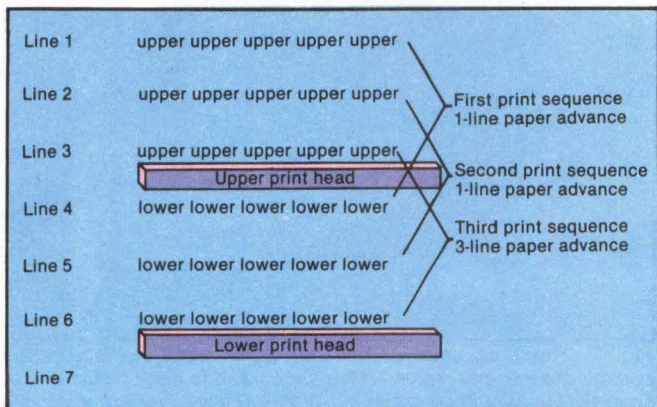 Line 1 upper upper upper upper upper
Line 2 upper upper upper upper upper
First print sequence
1-line paper advance
Line 3 upper upper upper upper upper
Upper print head
Second print sequence
1-line paper advance
Line 4 lower lower lower lower lower
Third print sequence
3-line paper advance
Line 5 lower lower lower lower lower
Line 6 lower lower lower lower lower
Lower print head
Line 7